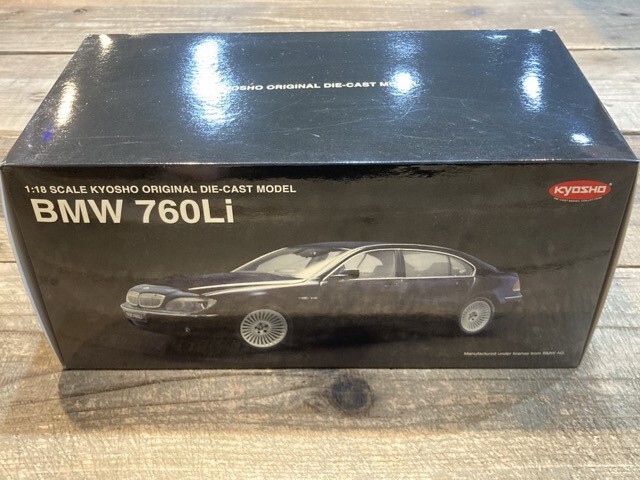 KYOSHO ORIGINAL DIE-CAST
1:18 SCALE KYOSHO ORIGINAL DIE-CAST MODEL
BMW 760Li
KYOSHO
Manufactured under license from BMW AG